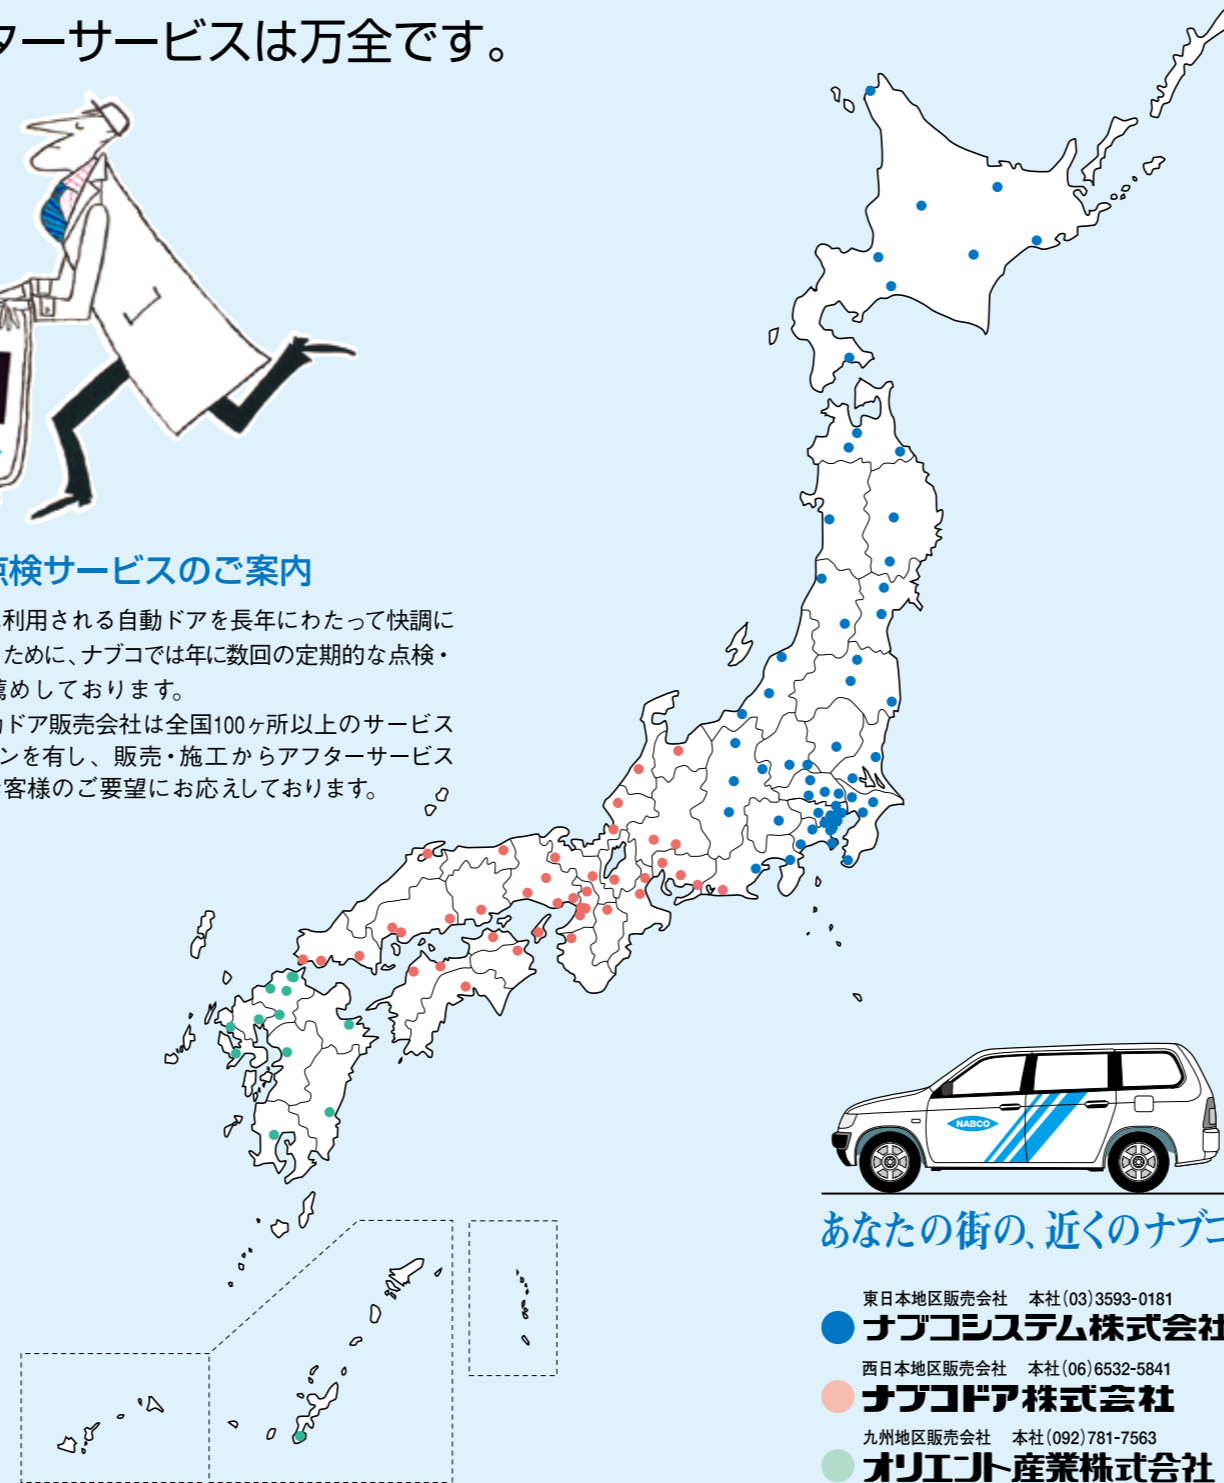 ターサービスは万全です。
点検サービスのご案内
利用される自動ドアを長年にわたって快調に
ために、ナブコでは年に数回の定期的な点検・
薦めしております。
ドア販売会社は全国100ヶ所以上のサービス
ンを有し、販売・施工からアフターサービス
客様のご要望にお応えしております。
NABCO
あなたの街の、近くのナブコ
東日本地区販売会社 本社(03)3593-0181
ナブコシステム株式会社
西日本地区販売会社 本社(06)6532-5841
ナブコドア株式会社
九州地区販売会社 本社(092)781-7563
オリエント産業株式会社